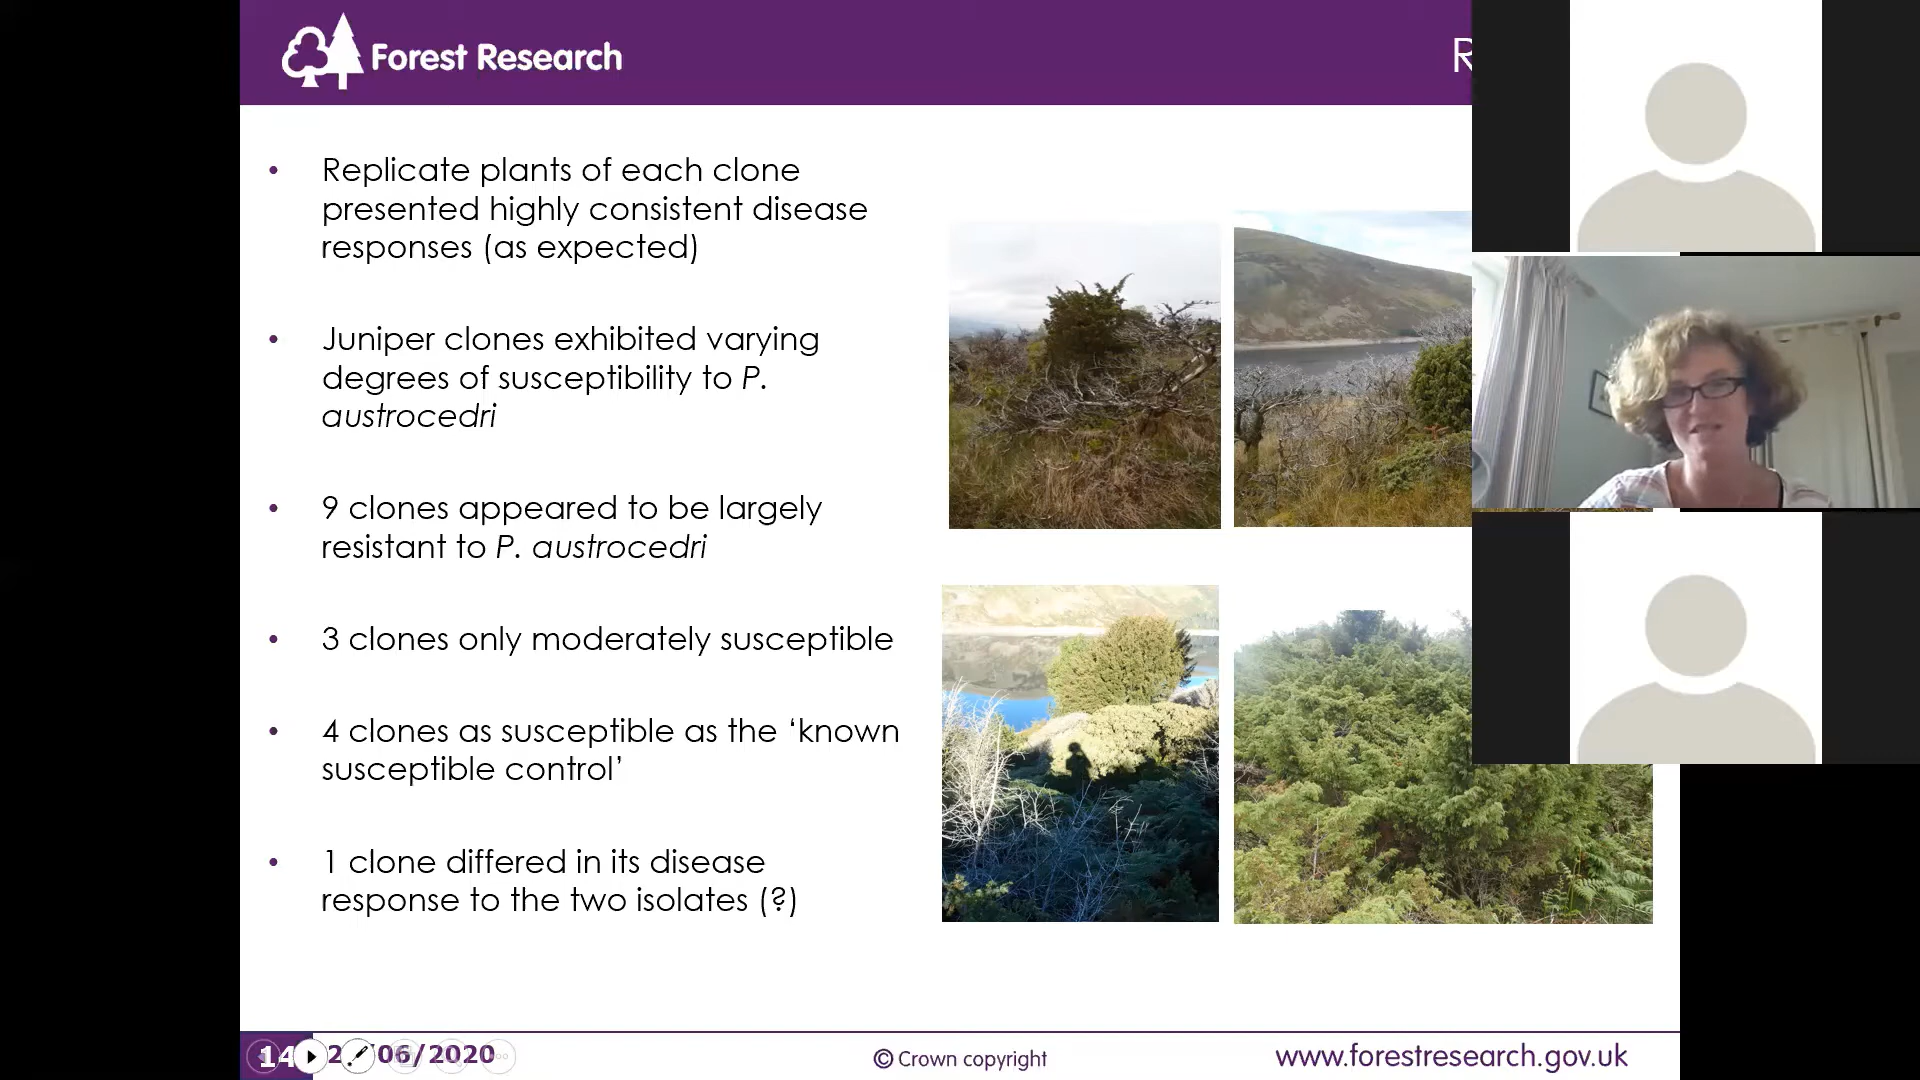 Forest Research
• Replicate plants of each clone
presented highly consistent disease
responses (as expected)
• Juniper clones exhibited varying
degrees of susceptibility to P.
austrocedri
• 9 clones appeared to be largely
resistant to P. austrocedri
• 3 clones only moderately susceptible
• 4 clones as susceptible as the ‘known
susceptible control’
• 1 clone differed in its disease
response to the two isolates (?)
14
/06/2020
© Crown copyright
www.forestresearch.gov.uk